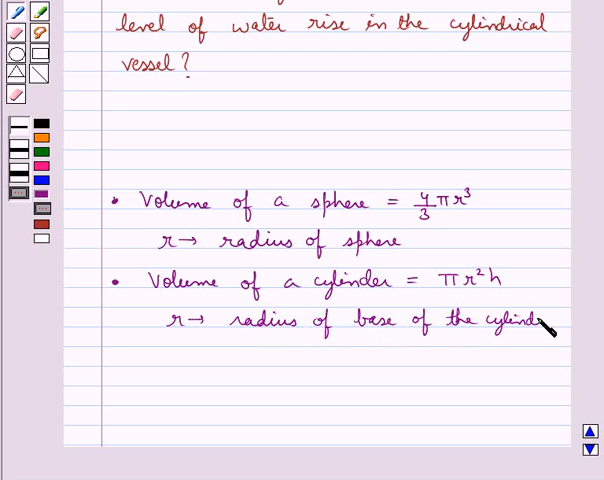 level of water rise in the cylindrical
vessel?
• Volume of a sphere = 4/3 πr³
r → radius of sphere
• Volume of a cylinder = πr²h
r → radius of base of the cylinde